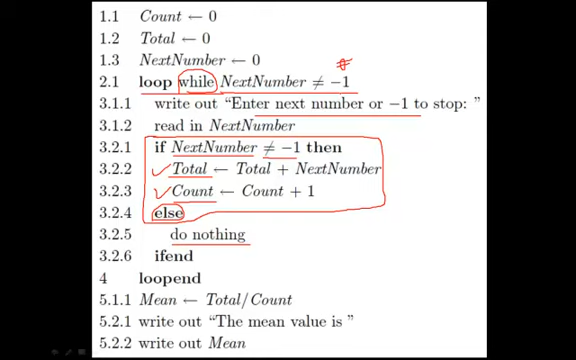 1.1 Count ← 0
1.2 Total ← 0
1.3 NextNumber ← 0
2.1 loop while NextNumber ≠ −1
3.1.1 write out “Enter next number or −1 to stop: ”
3.1.2 read in NextNumber
3.2.1 if NextNumber ≠ −1 then
3.2.2 Total ← Total + NextNumber
3.2.3 Count ← Count + 1
3.2.4 else
3.2.5 do nothing
3.2.6 ifend
4 loopend
5.1.1 Mean ← Total/Count
5.2.1 write out “The mean value is ”
5.2.2 write out Mean